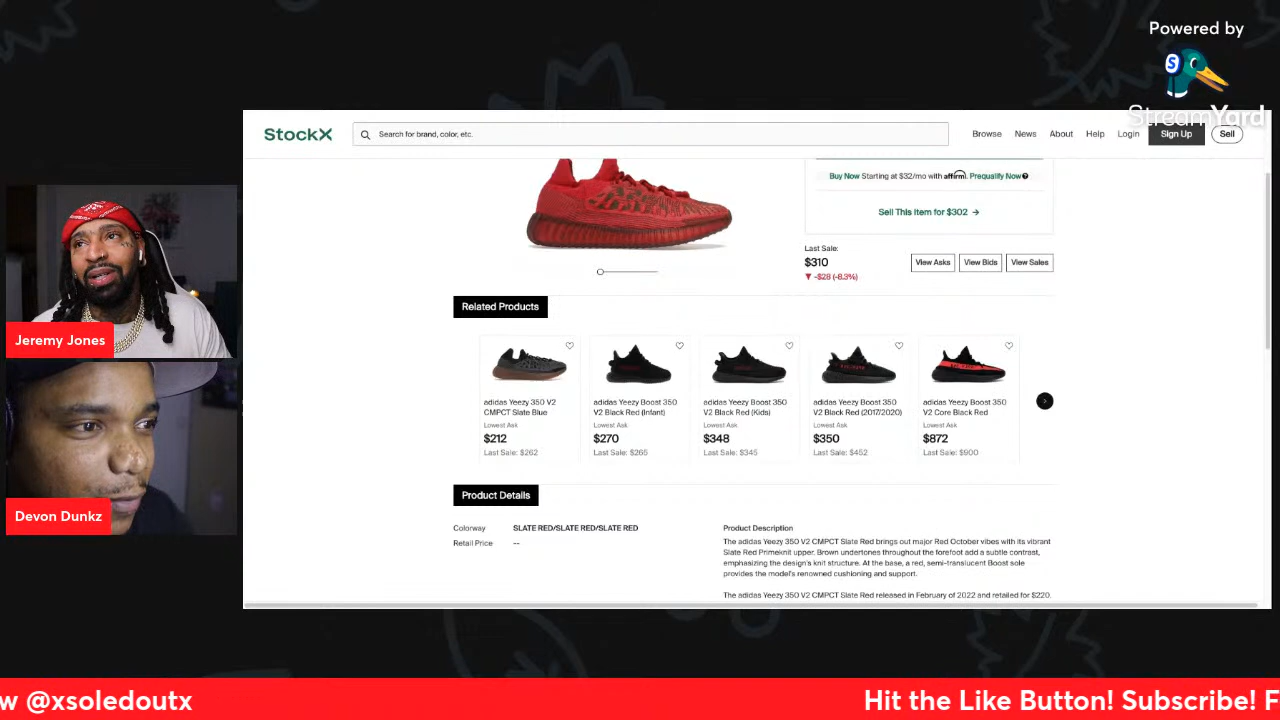 Powered by
StreamYard
StockX
Search for brand, color, etc.
Browse
News
About
Help
Login
Sign Up
Sell
Buy Now Starting at $32/mo with affirm. Prequalify Now
Sell This Item for $302 →
Last Sale:
$310
▼ -$28 (-8.3%)
View Asks
View Bids
View Sales
Related Products
adidas Yeezy 350 V2
CMPCT Slate Blue
Lowest Ask
$212
Last Sale: $262
adidas Yeezy Boost 350
V2 Black Red (Infant)
Lowest Ask
$270
Last Sale: $265
adidas Yeezy Boost 350
V2 Black Red (Kids)
Lowest Ask
$348
Last Sale: $345
adidas Yeezy Boost 350
V2 Black Red (2017/2020)
Lowest Ask
$350
Last Sale: $452
adidas Yeezy Boost 350
V2 Core Black Red
Lowest Ask
$872
Last Sale: $900
Product Details
Colorway SLATE RED/SLATE RED/SLATE RED
Retail Price --
Product Description
The adidas Yeezy 350 V2 CMPCT Slate Red brings out major Red October vibes with its vibrant
Slate Red Primeknit upper. Brown undertones throughout the forefoot add a subtle contrast,
emphasizing the design's knit structure. At the base, a red, semi-translucent Boost sole
provides the model's renowned cushioning and support.
The adidas Yeezy 350 V2 CMPCT Slate Red released in February of 2022 and retailed for $220.
Jeremy Jones
Devon Dunkz
w @xsoledoutx
Hit the Like Button! Subscribe! F